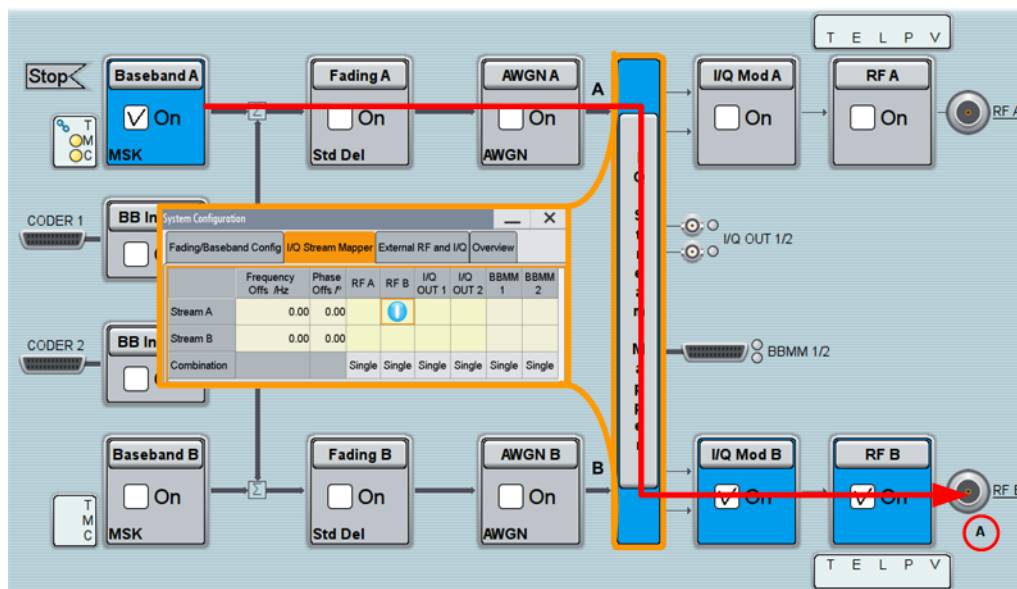 T E L P V
Stop
Baseband A
On
MSK
T
M
C
Fading A
On
Std Del
AWGN A
On
AWGN
A
I/Q Mod A
On
RF A
On
RF A
CODER 1
BB In
I/Q OUT 1/2
System Configuration
Fading/Baseband Config I/Q Stream Mapper External RF and I/Q Overview
Frequency Offs /Hz Phase Offs /° RF A RF B I/Q OUT 1 I/Q OUT 2 BBMM 1 BBMM 2
Stream A 0.00 0.00
Stream B 0.00 0.00
Combination Single Single Single Single Single Single
CODER 2
BB In
BBMM 1/2
Baseband B
On
MSK
T
M
C
Fading B
On
Std Del
AWGN B
On
AWGN
B
I/Q Mod B
On
RF B
On
RF B
A
T E L P V